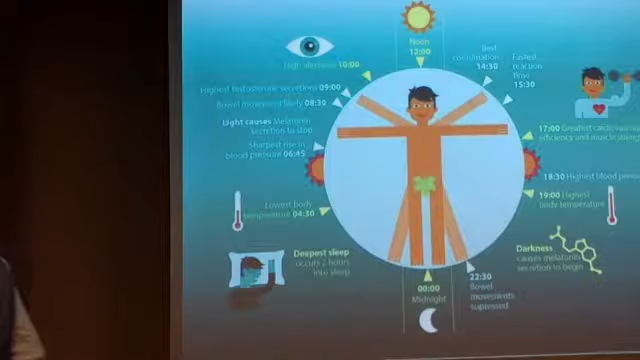 Noon
12:00
High alertness 10:00
Best
coordination
14:30
Fastest
reaction
time
15:30
Highest testosterone secretions 09:00
Bowel movement likely 08:30
Light causes Melatonin
secretion to stop
Sharpest rise in
blood pressure 06:45
17:00 Greatest cardiovascular
efficiency and muscle strength
18:30 Highest blood pressure
19:00 Highest
body temperature
Lowest body
temperature 04:30
Deepest sleep
occurs 2 hours
into sleep
Darkness
causes melatonin
secretion to begin
22:30
Bowel
movements
supressed
00:00
Midnight